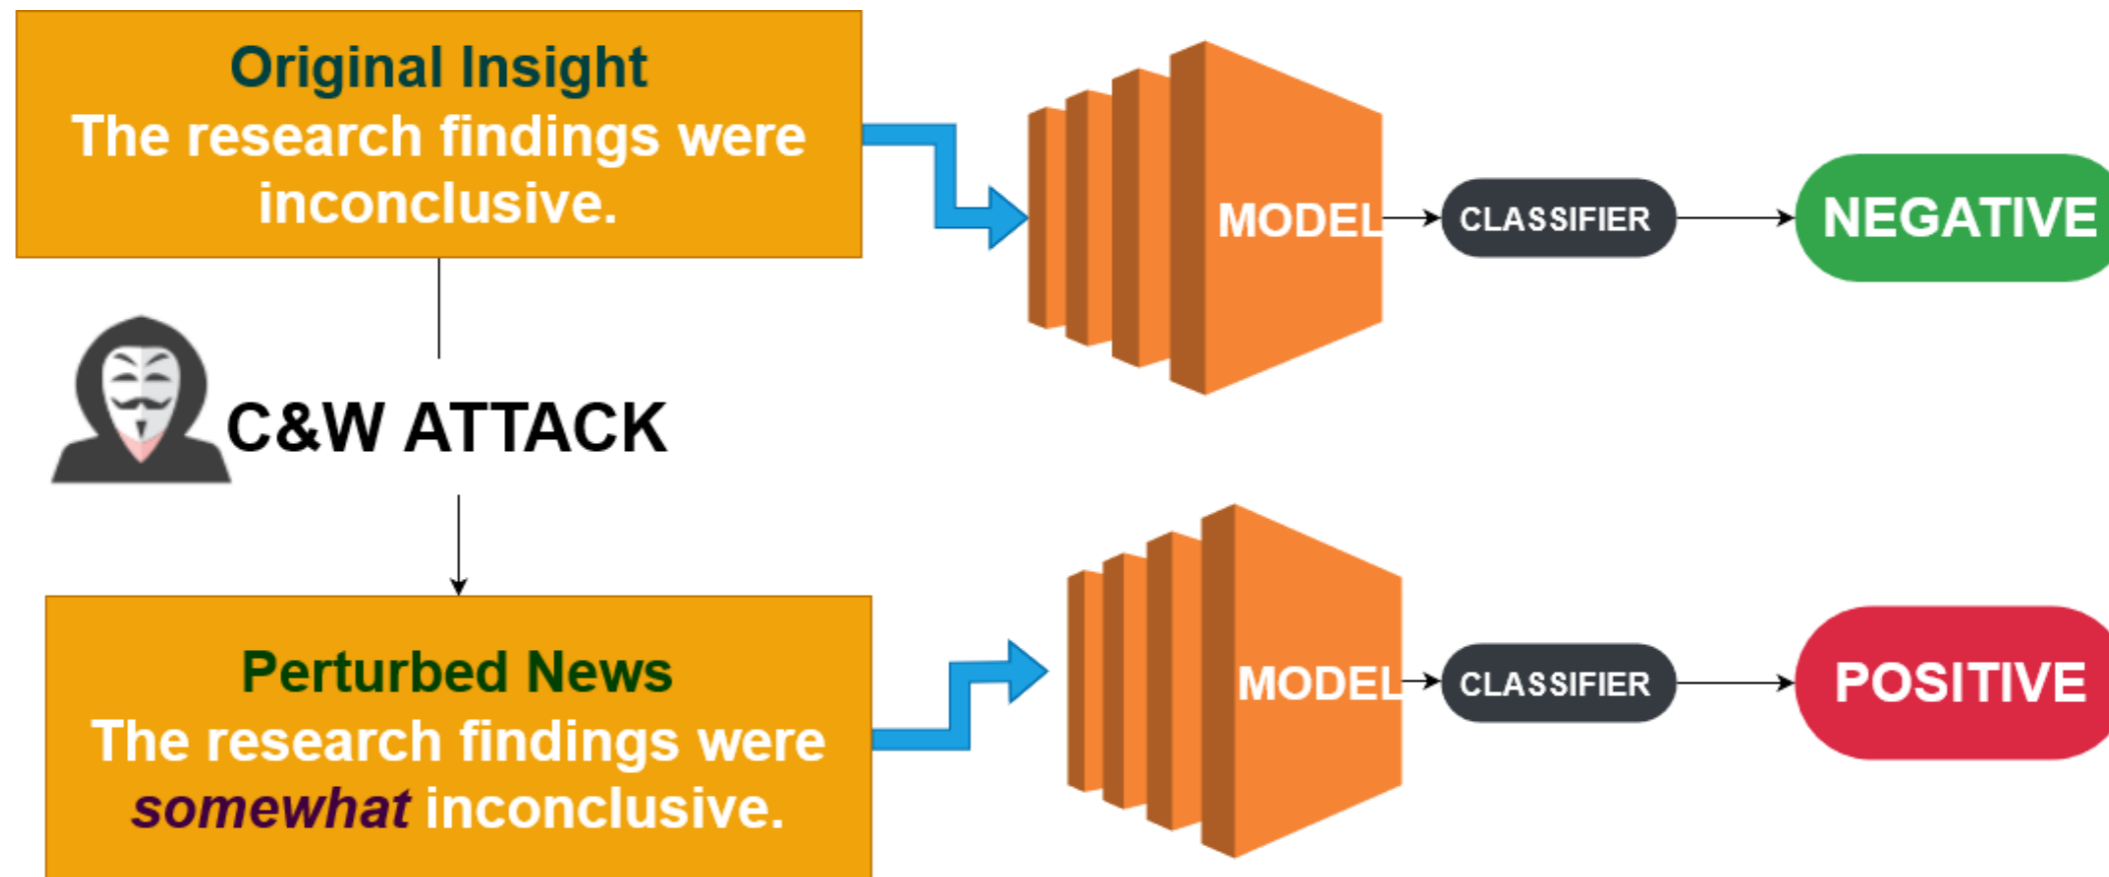 Original Insight
The research findings were
inconclusive.
MODEL
CLASSIFIER
NEGATIVE
C&W ATTACK
Perturbed News
The research findings were
somewhat inconclusive.
MODEL
CLASSIFIER
POSITIVE